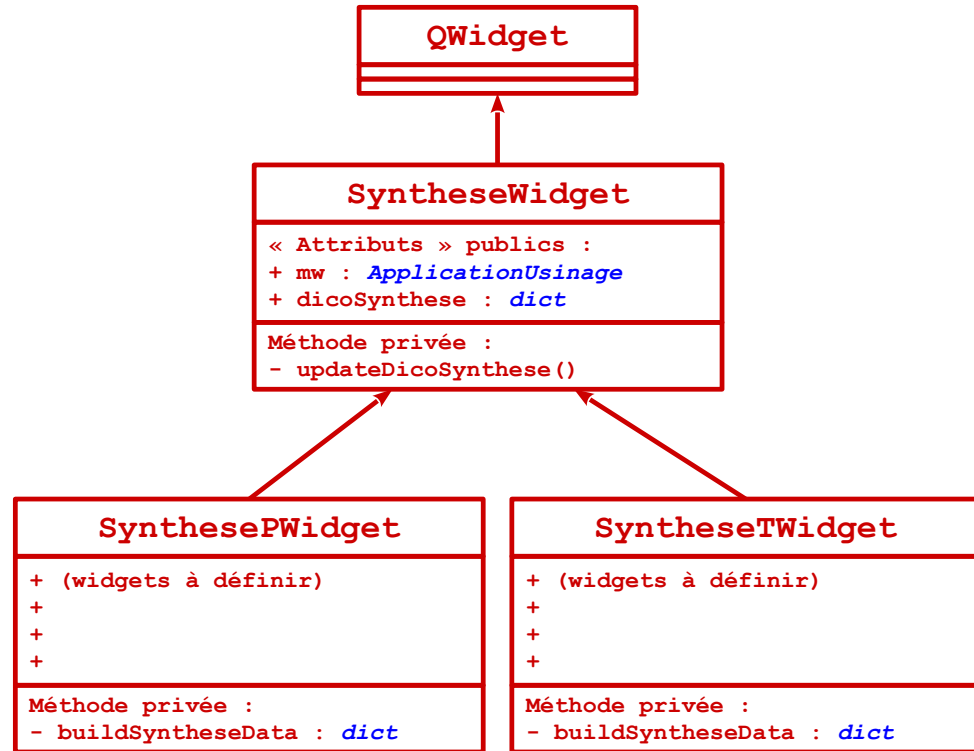 QWidget
SyntheseWidget
« Attributs » publics :
+ mw : ApplicationUsinage
+ dicoSynthese : dict
Méthode privée :
- updateDicoSynthese()
SynthesePWidget
+ (widgets à définir)
+
+
+
Méthode privée :
- buildSyntheseData : dict
SyntheseTWidget
+ (widgets à définir)
+
+
+
Méthode privée :
- buildSyntheseData : dict